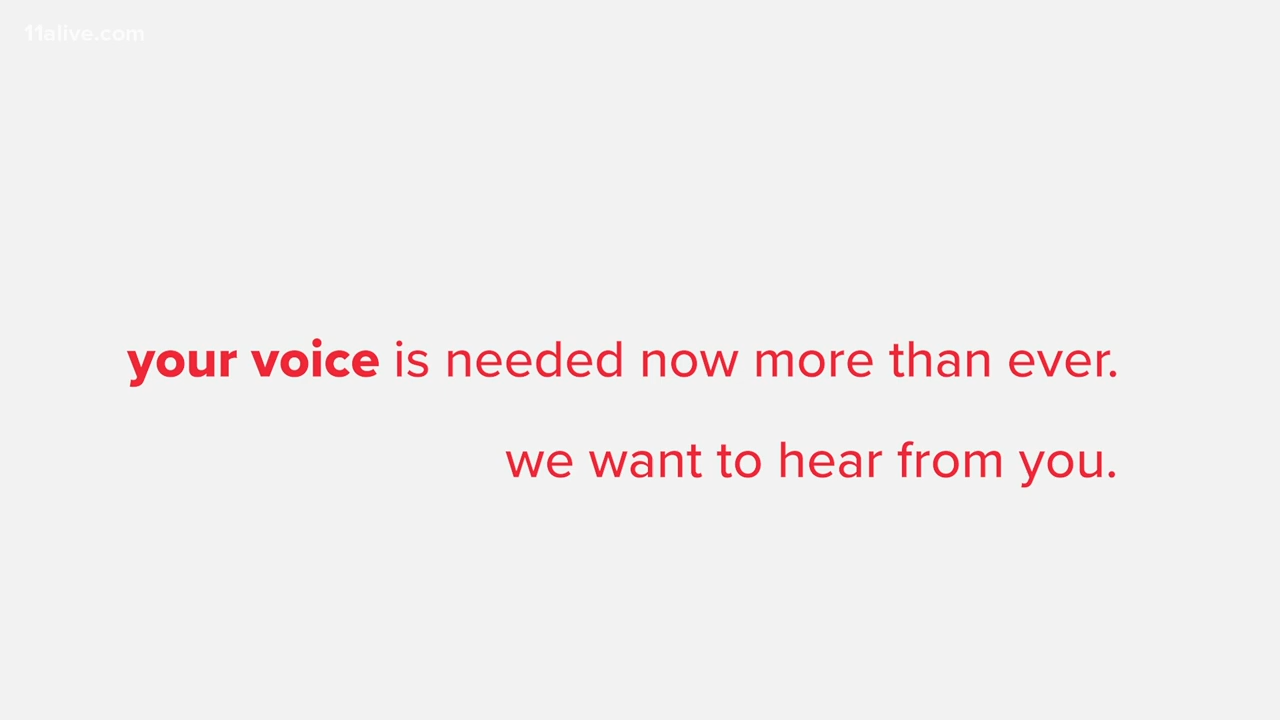 11alive.com
your voice is needed now more than ever.
we want to hear from you.